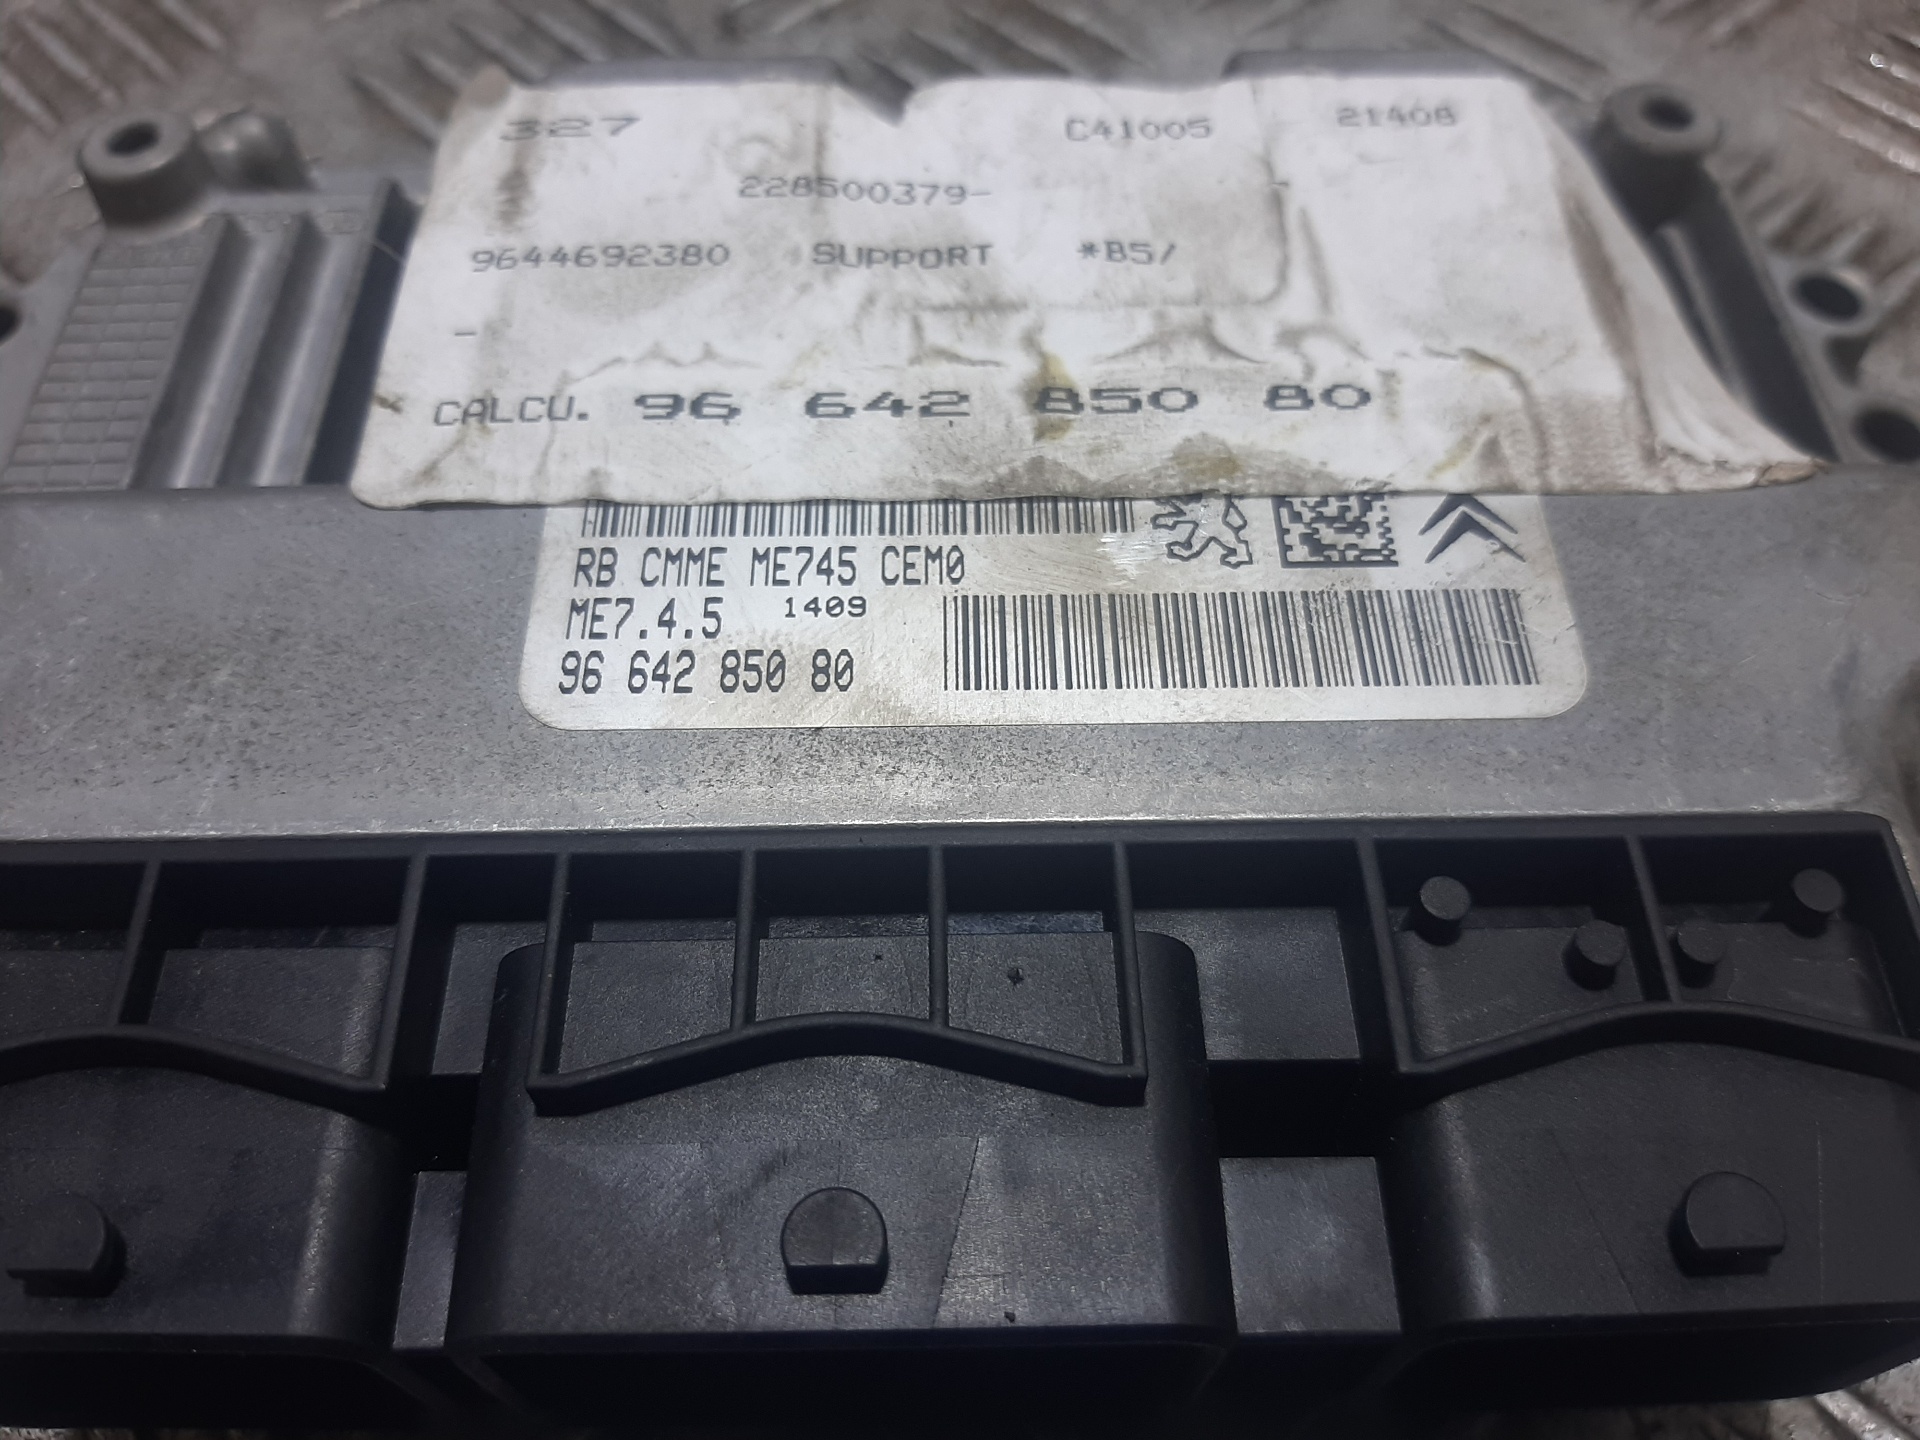 327 C41005 21408
228500379-
9644692380 SUPPORT *B5/
-
CALCU. 96 642 850 80
RB CMME ME745 CEM0
ME7.4.5 1409
96 642 850 80